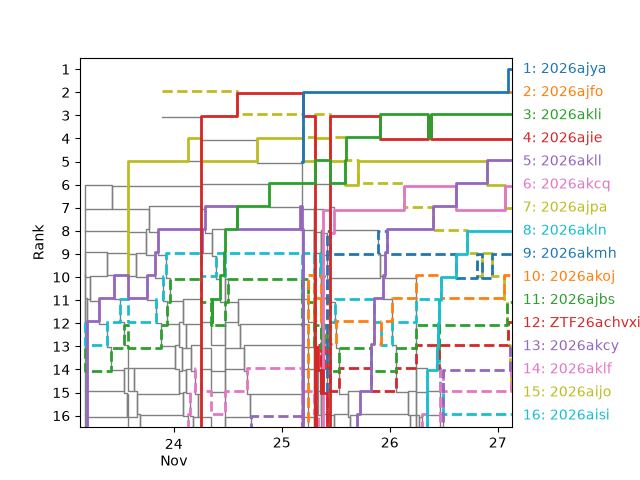 1
2
3
4
5
6
7
8
9
10
11
12
13
14
15
16
Rank
24
25
26
27
Nov
1: 2026ajya
2: 2026ajfo
3: 2026akli
4: 2026ajie
5: 2026akll
6: 2026akcq
7: 2026ajpa
8: 2026akln
9: 2026akmh
10: 2026akoj
11: 2026ajbs
12: ZTF26achvxi
13: 2026akcy
14: 2026aklf
15: 2026aijo
16: 2026aisi